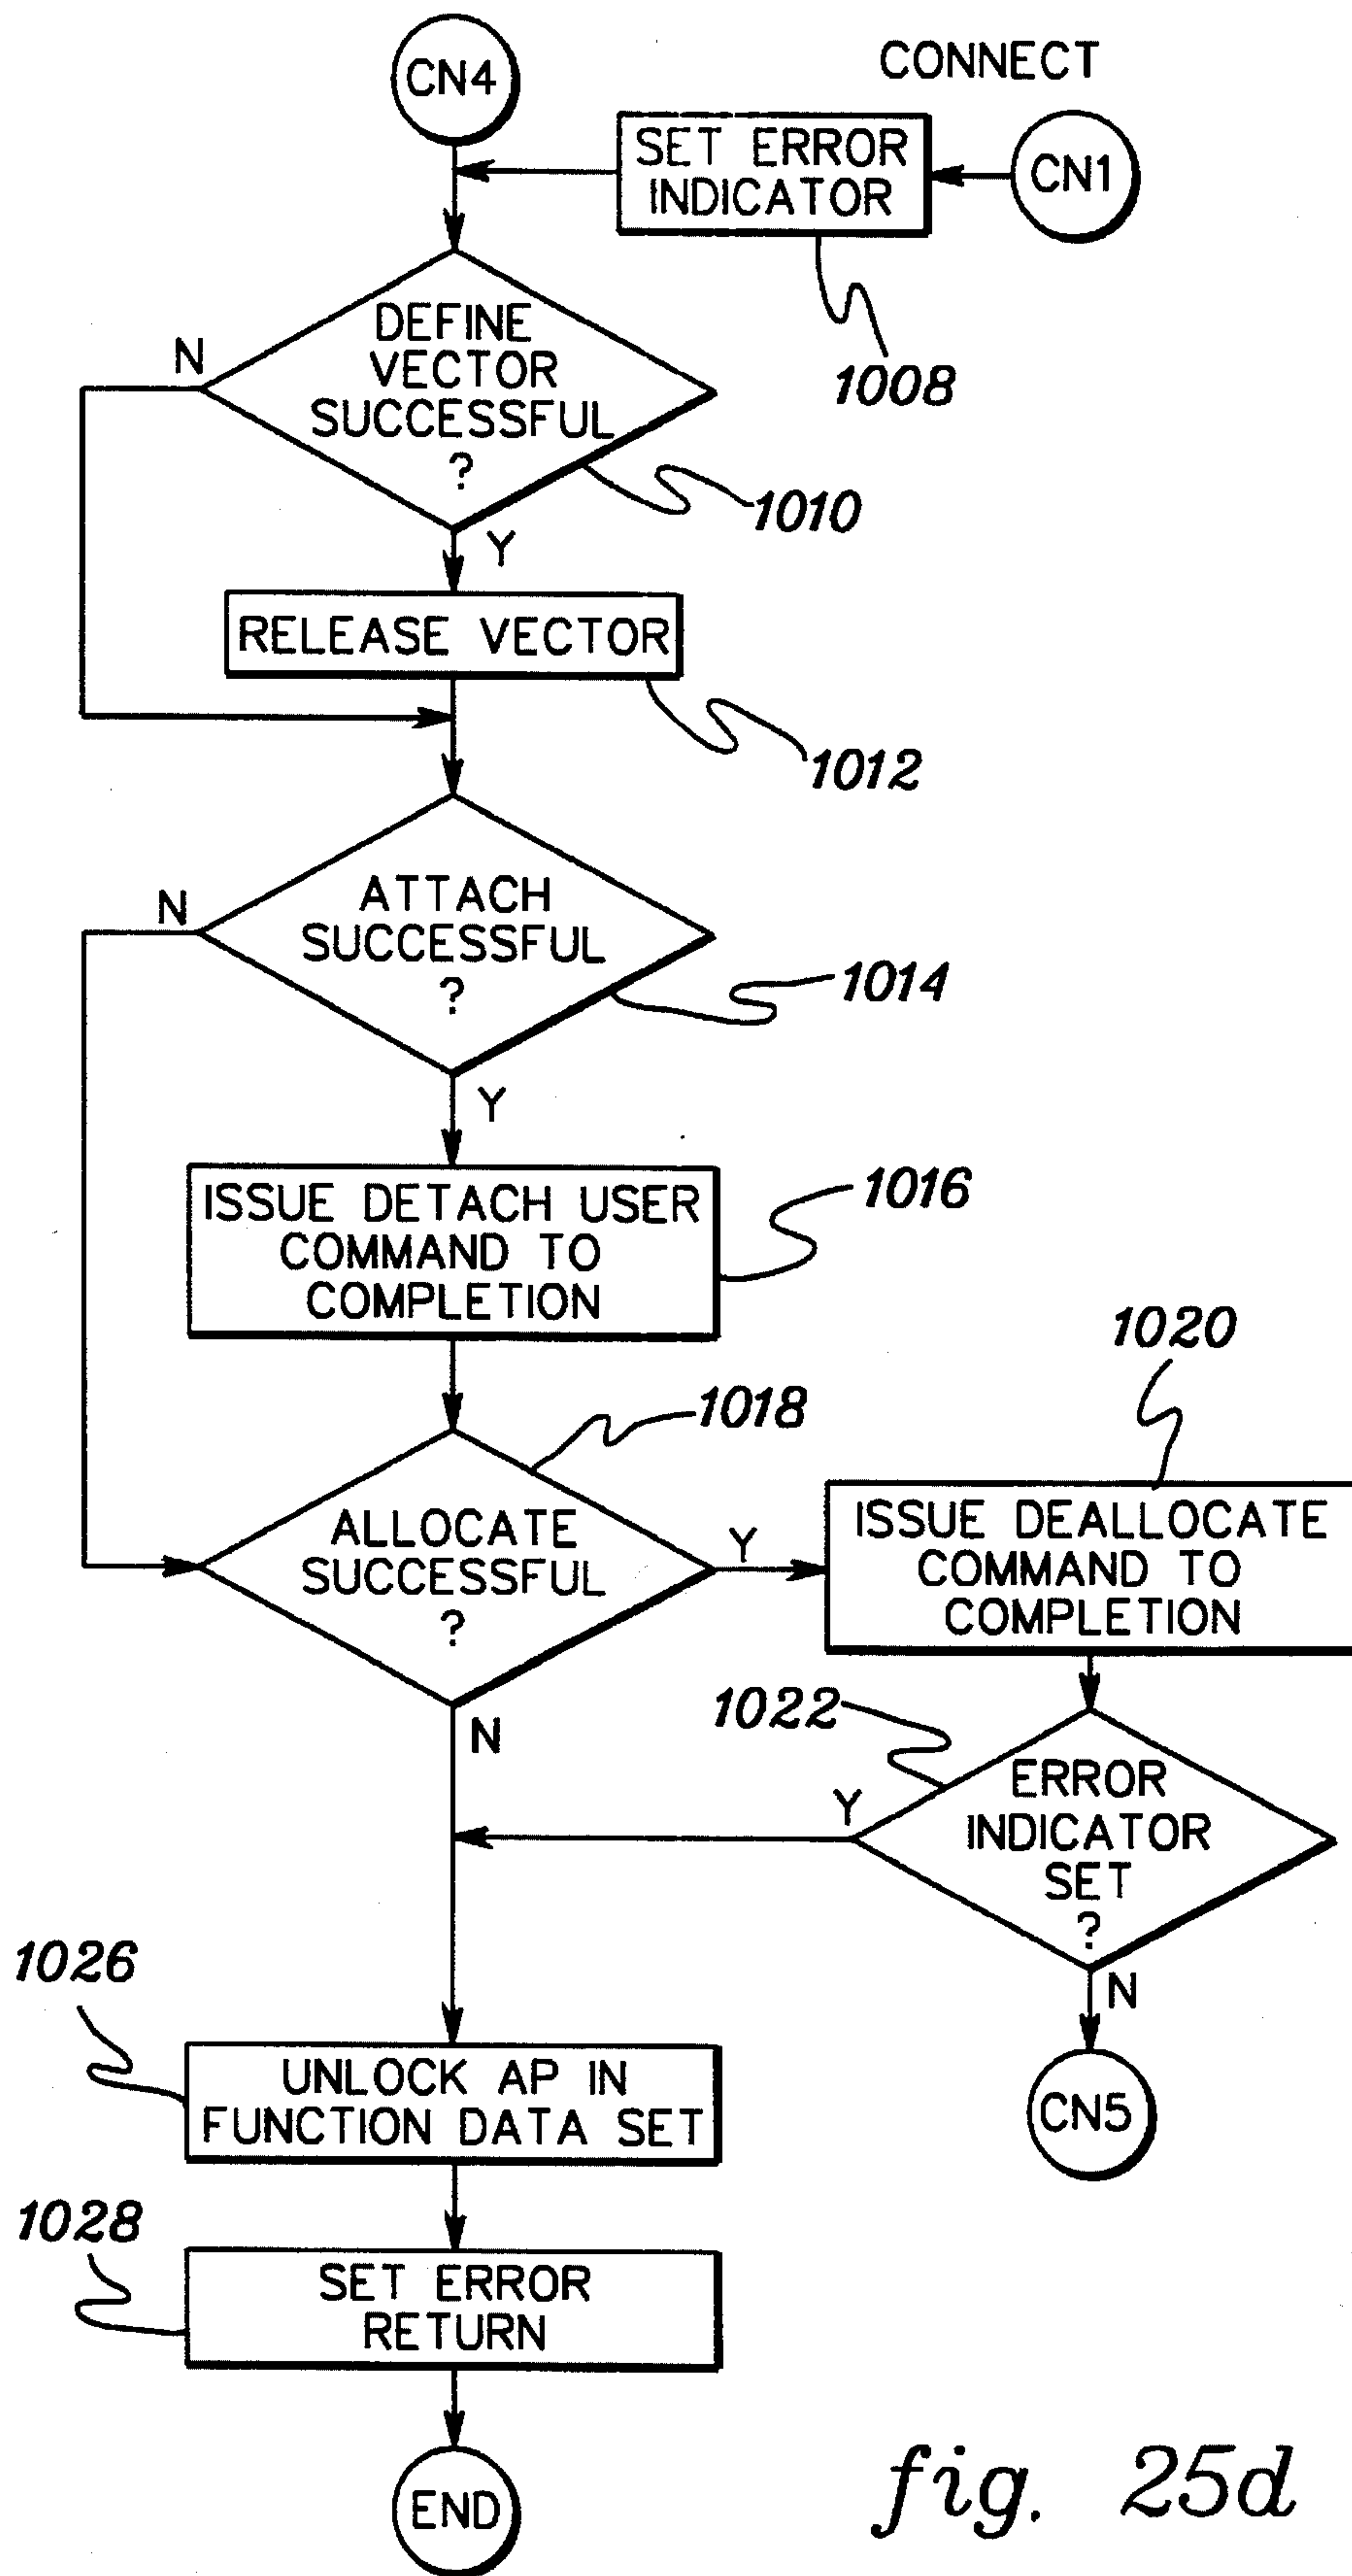 CN4
CONNECT
SET ERROR
INDICATOR
CN1
1008
DEFINE
VECTOR
SUCCESSFUL
?
N
1010
Y
RELEASE VECTOR
1012
ATTACH
SUCCESSFUL
?
N
1014
Y
ISSUE DETACH USER
COMMAND TO
COMPLETION
1016
1018
1020
ALLOCATE
SUCCESSFUL
?
Y
ISSUE DEALLOCATE
COMMAND TO
COMPLETION
N
1022
ERROR
INDICATOR
SET
?
Y
N
CN5
1026
UNLOCK AP IN
FUNCTION DATA SET
1028
SET ERROR
RETURN
END
fig. 25d